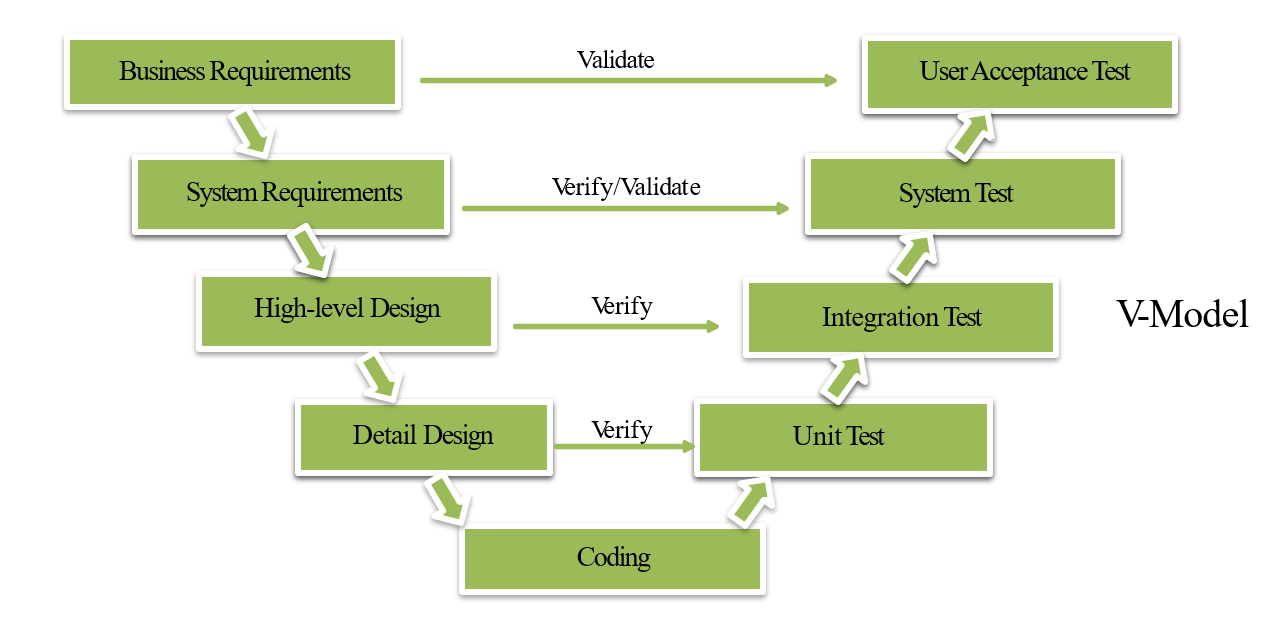 Business Requirements
Validate
User Acceptance Test
System Requirements
Verify/Validate
System Test
High-level Design
Verify
Integration Test
V-Model
Detail Design
Verify
Unit Test
Coding